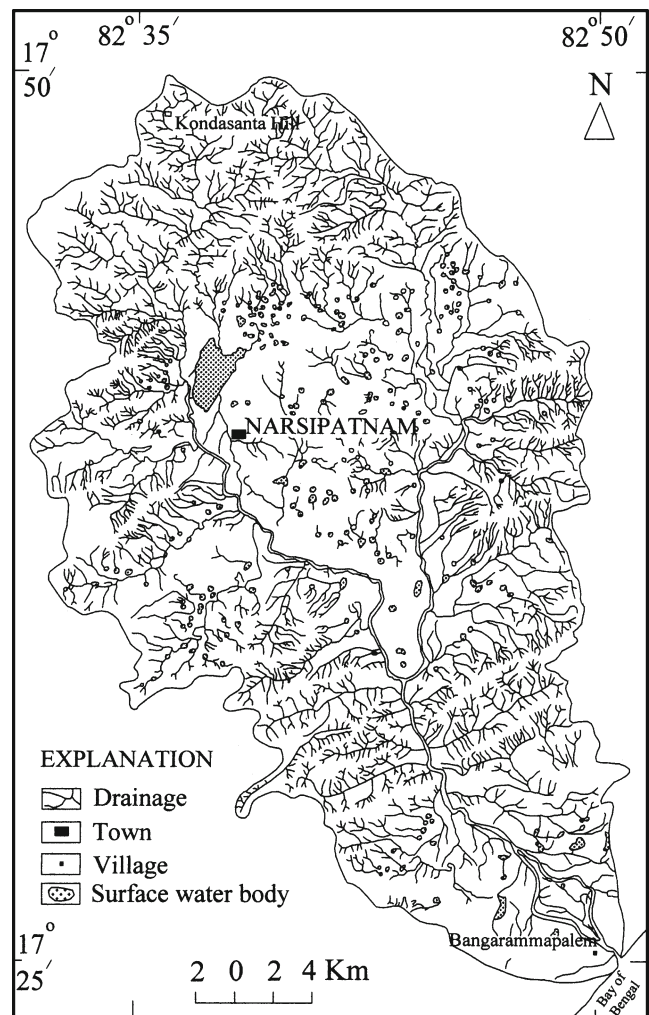 82° 35′
82° 50′
17°
50′
N
Kondasanta Hill
NARSIPATNAM
EXPLANATION
Drainage
Town
Village
Surface water body
17°
25′
2 0 2 4 Km
Bangarammapalem
Bay of
Bengal